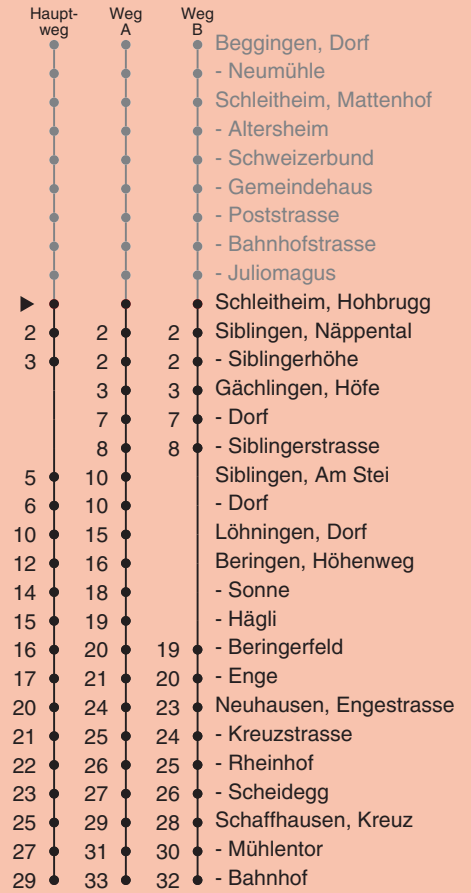 Haupt- Weg Weg
weg A B
Beggingen, Dorf
- Neumühle
Schleitheim, Mattenhof
- Altersheim
- Schweizerbund
- Gemeindehaus
- Poststrasse
- Bahnhofstrasse
- Juliomagus
Schleitheim, Hohbrugg
2 2 2 Siblingen, Näppental
3 2 2 - Siblingerhöhe
3 3 Gächlingen, Höfe
7 7 - Dorf
8 8 - Siblingerstrasse
5 10 Siblingen, Am Stei
6 10 - Dorf
10 15 Löhningen, Dorf
12 16 Beringen, Höhenweg
14 18 - Sonne
15 19 - Hägli
16 20 19 - Beringerfeld
17 21 20 - Enge
20 24 23 Neuhausen, Engestrasse
21 25 24 - Kreuzstrasse
22 26 25 - Rheinhof
23 27 26 - Scheidegg
25 29 28 Schaffhausen, Kreuz
27 31 30 - Mühlentor
29 33 32 - Bahnhof